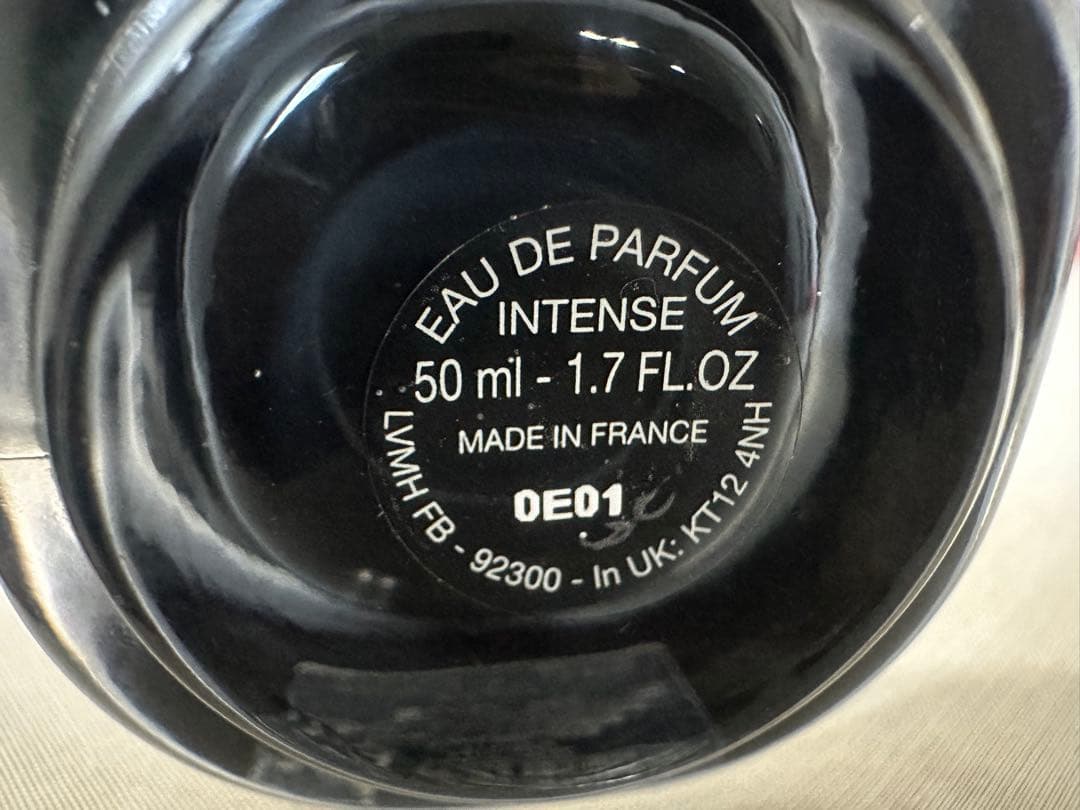 EAU DE PARFUM
INTENSE
50 ml - 1.7 FL.OZ
MADE IN FRANCE
0E01
LVMH FB - 92300 - In UK: KT12 4NH